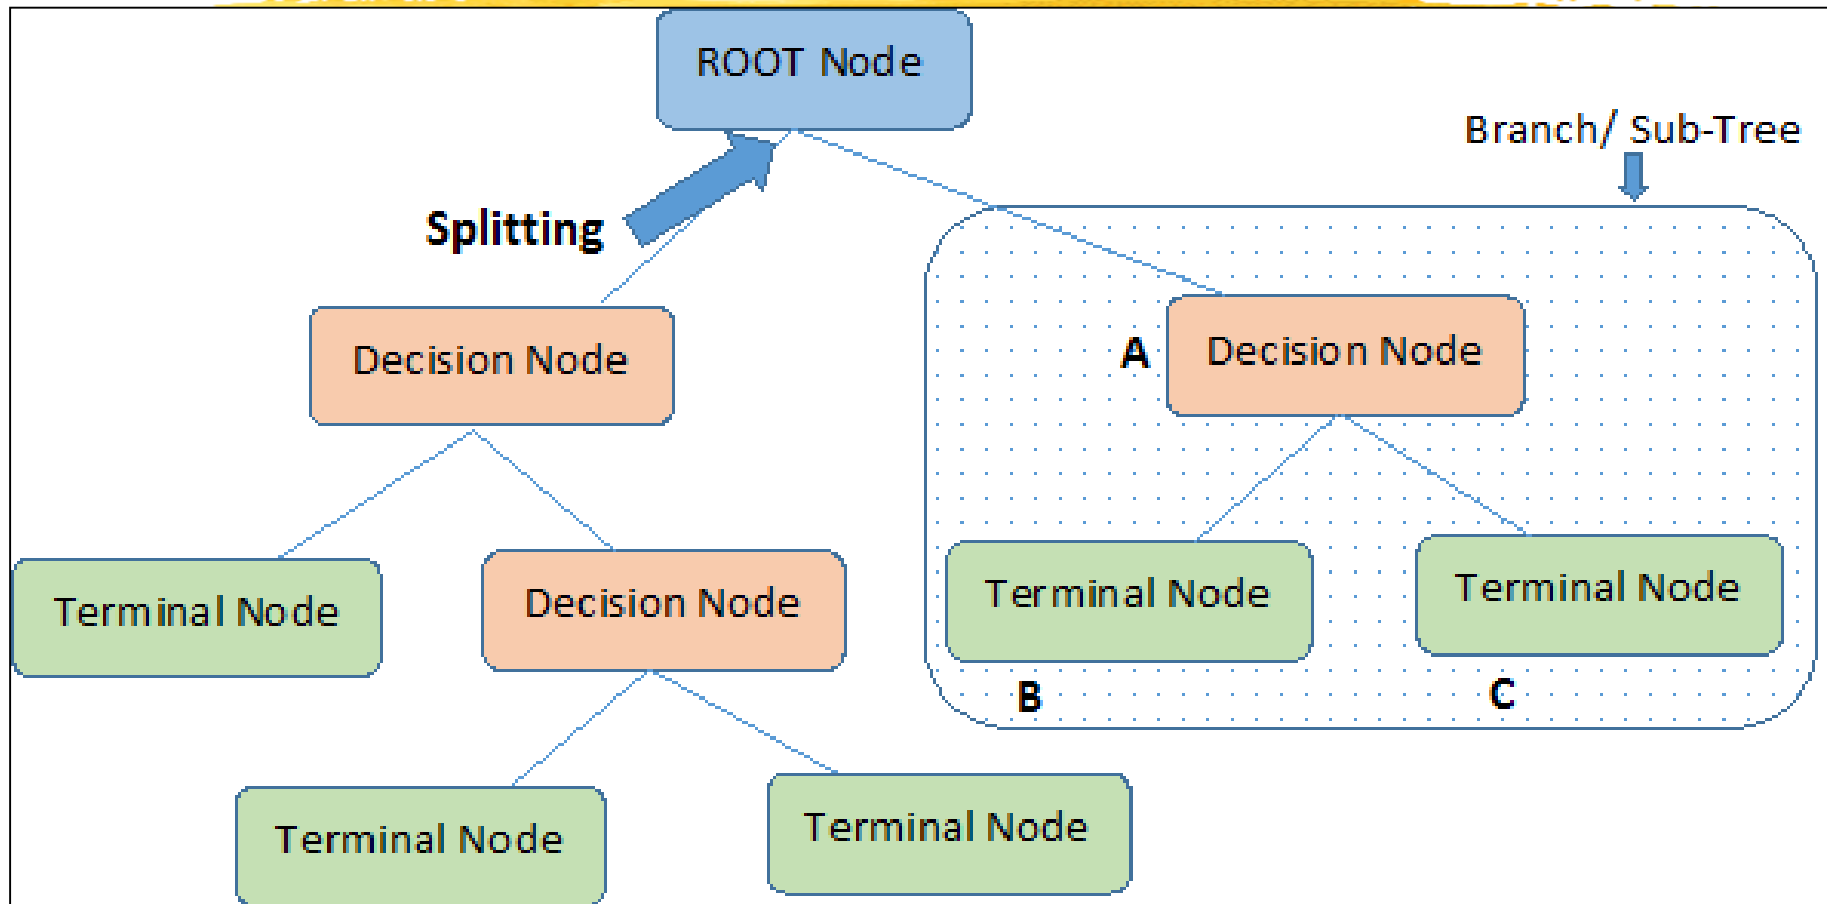 ROOT Node
Branch/ Sub-Tree
Splitting
Decision Node
A
Decision Node
Terminal Node
Decision Node
Terminal Node
Terminal Node
B
C
Terminal Node
Terminal Node